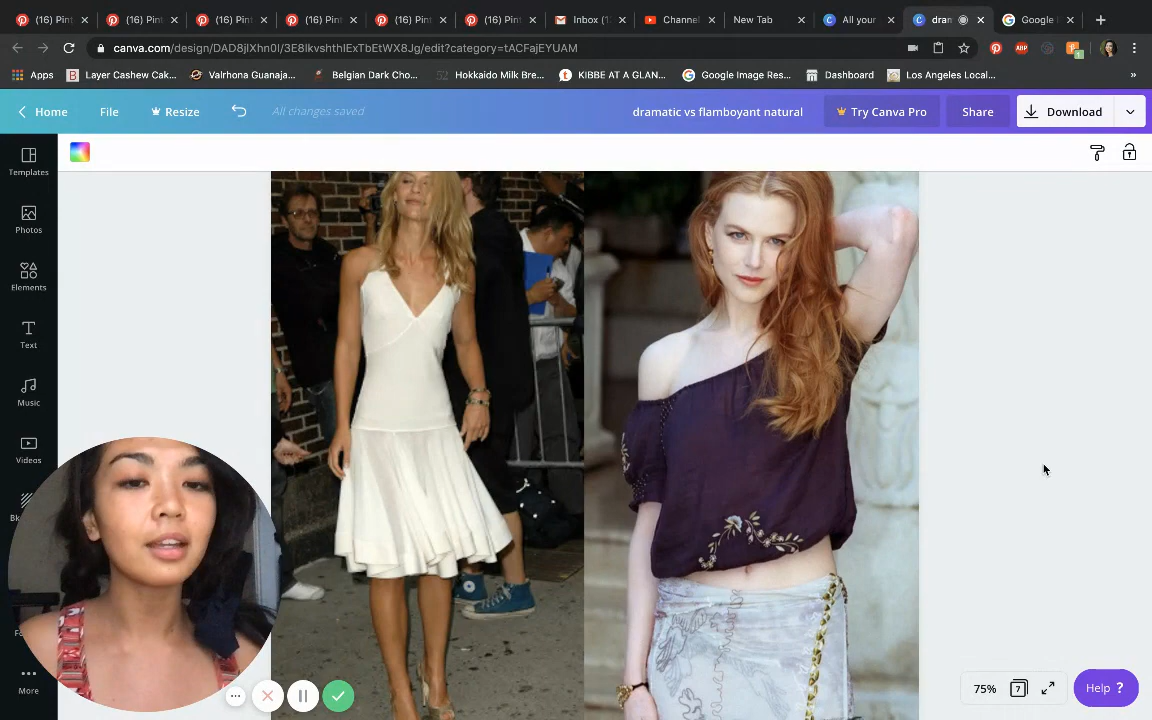 (16) Pin
(16) Pin
(16) Pin
(16) Pin
(16) Pin
(16) Pin
Inbox (1
Channel
New Tab
All your
dram
Google
canva.com/design/DAD8jlXhn0I/3E8IkvshthIExTbEtWX8Jg/edit?category=tACFajEYUAM
ABP
Apps
Layer Cashew Cak...
Valrhona Guanaja...
Belgian Dark Cho...
Hokkaido Milk Bre...
KIBBE AT A GLAN...
Google Image Res...
Dashboard
Los Angeles Local...
»
Home
File
Resize
All changes saved
dramatic vs flamboyant natural
Try Canva Pro
Share
Download
Templates
Photos
Elements
Text
Music
Videos
More
75%
7
Help ?